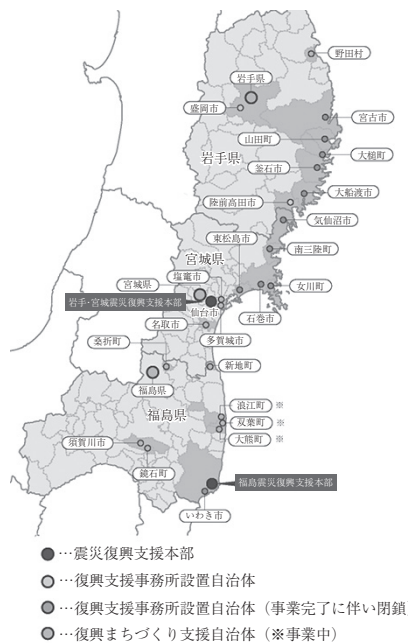 野田村
岩手県
盛岡市
宮古市
山田町
大槌町
岩手県
釜石市
大船渡市
陸前高田市
気仙沼市
東松島市
南三陸町
宮城県
塩竈市
宮城県
女川町
岩手・宮城震災復興支援本部
仙台市
石巻市
名取市
多賀城市
桑折町
新地町
福島県
福島県
浪江町 ※
双葉町 ※
大熊町 ※
須賀川市
鏡石町
福島震災復興支援本部
いわき市
…震災復興支援本部
…復興支援事務所設置自治体
…復興支援事務所設置自治体（事業完了に伴い閉鎖
…復興まちづくり支援自治体（※事業中）